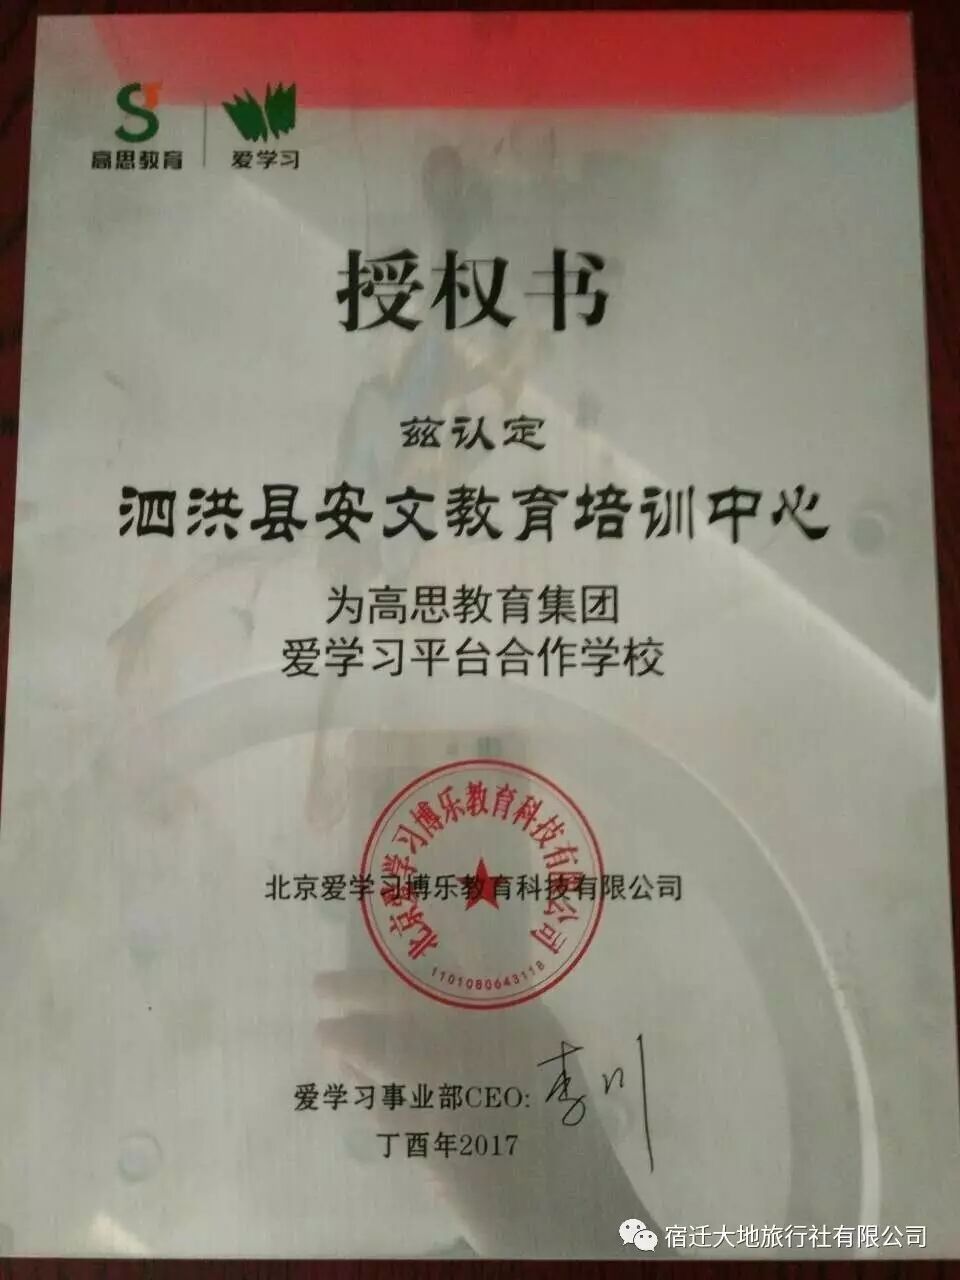 高思教育 爱学习
授权书
兹认定
泗洪县安文教育培训中心
为高思教育集团
爱学习平台合作学校
北京爱学习博乐教育科技有限公司
北京爱学习博乐教育科技有限公司
1101080643118
爱学习事业部CEO: 李川
丁酉年2017
宿迁大地旅行社有限公司